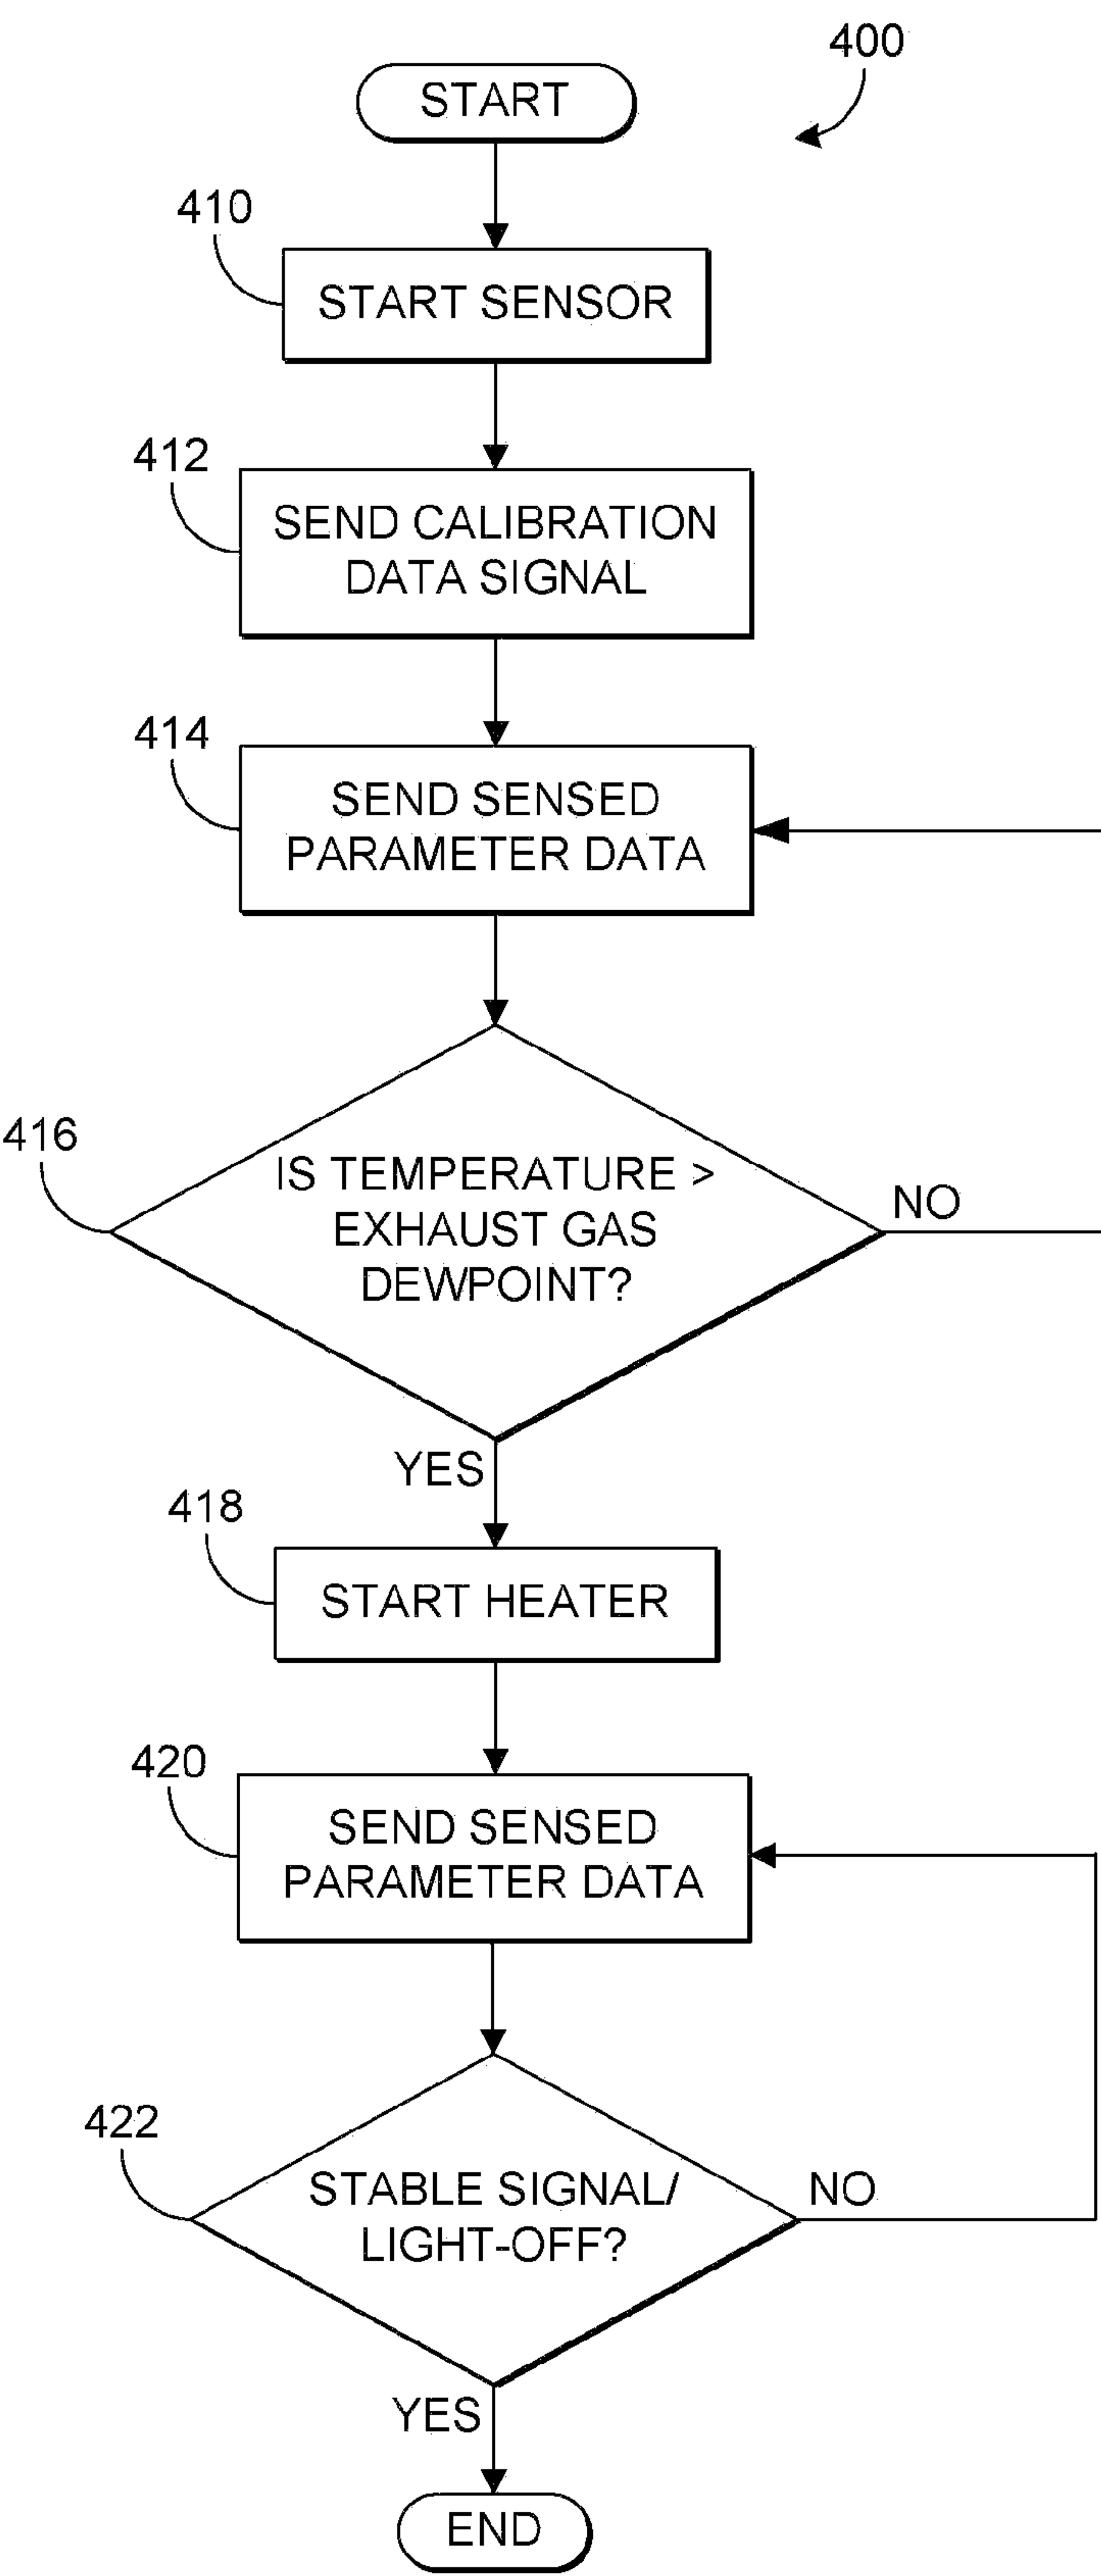 400
START
410
START SENSOR
412
SEND CALIBRATION
DATA SIGNAL
414
SEND SENSED
PARAMETER DATA
416
IS TEMPERATURE >
EXHAUST GAS
DEWPOINT?
NO
YES
418
START HEATER
420
SEND SENSED
PARAMETER DATA
422
STABLE SIGNAL/
LIGHT-OFF?
NO
YES
END